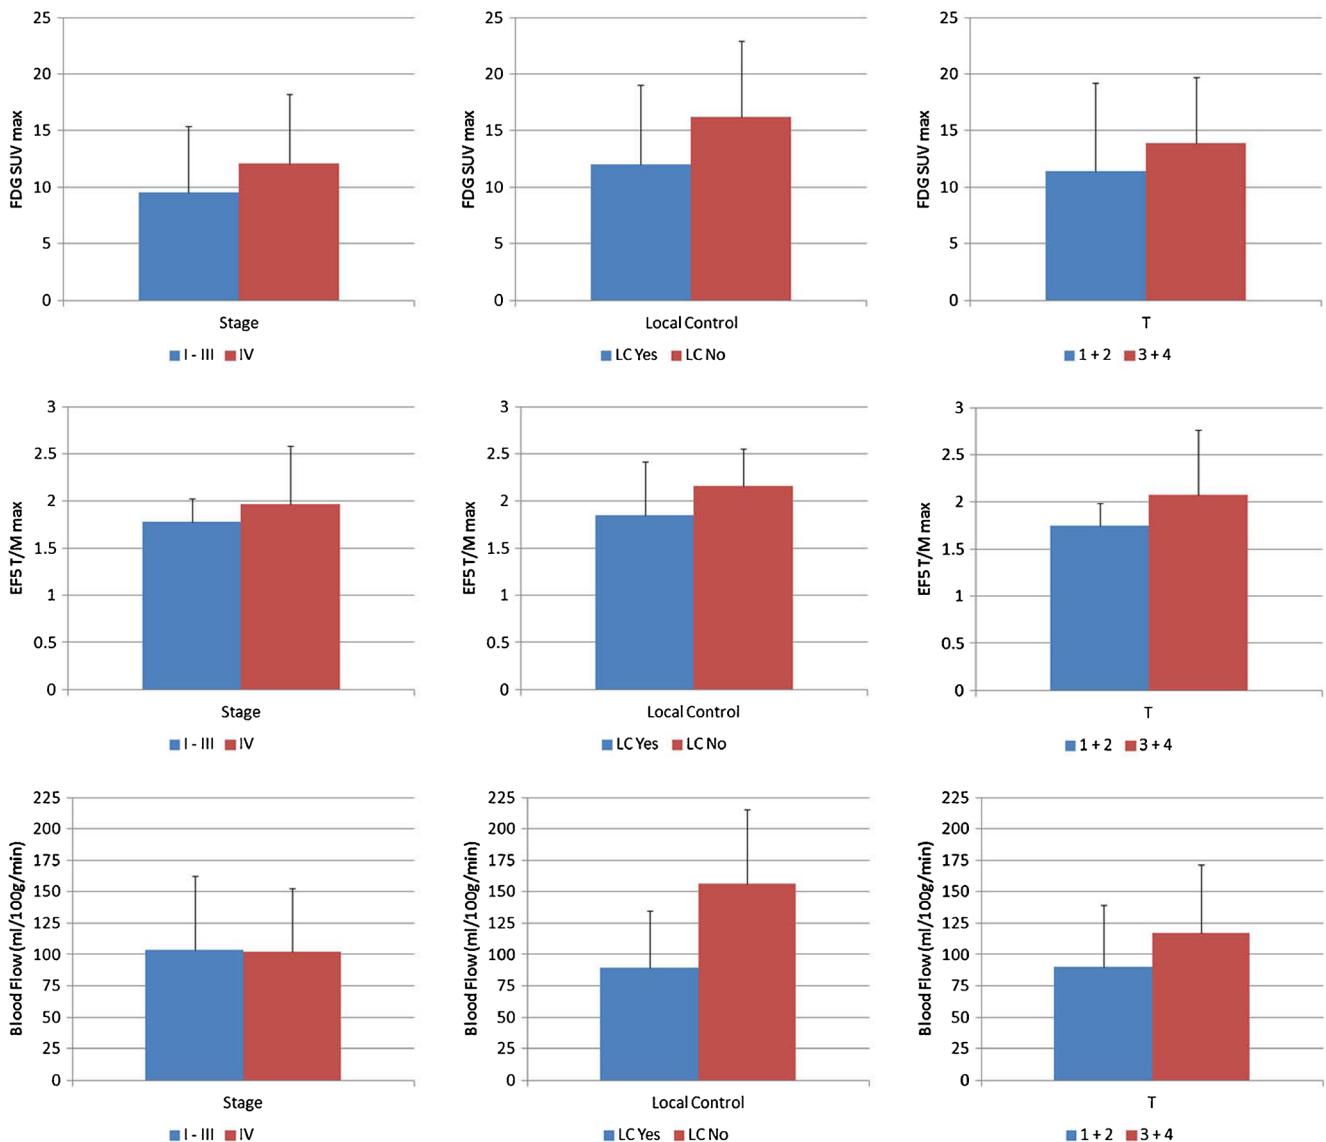 FDG SUV max
25
20
15
10
5
0
Stage
I - III IV
FDG SUV max
25
20
15
10
5
0
Local Control
LC Yes LC No
FDG SUV max
25
20
15
10
5
0
T
1 + 2 3 + 4
EF5 T/M max
3
2.5
2
1.5
1
0.5
0
Stage
I - III IV
EF5 T/M max
3
2.5
2
1.5
1
0.5
0
Local Control
LC Yes LC No
EF5 T/M max
3
2.5
2
1.5
1
0.5
0
T
1 + 2 3 + 4
Blood Flow (ml/100g/min)
225
200
175
150
125
100
75
50
25
0
Stage
I - III IV
Blood Flow (ml/100g/min)
225
200
175
150
125
100
75
50
25
0
Local Control
LC Yes LC No
Blood Flow (ml/100g/min)
225
200
175
150
125
100
75
50
25
0
T
1 + 2 3 + 4